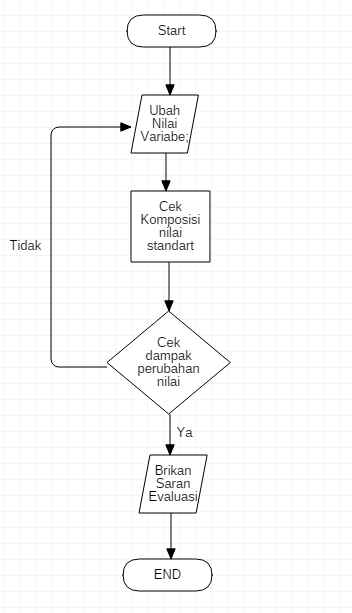 Start
Ubah
Nilai
Variabe;
Cek
Komposisi
nilai
standart
Tidak
Cek
dampak
perubahan
nilai
Ya
Brikan
Saran
Evaluasi
END